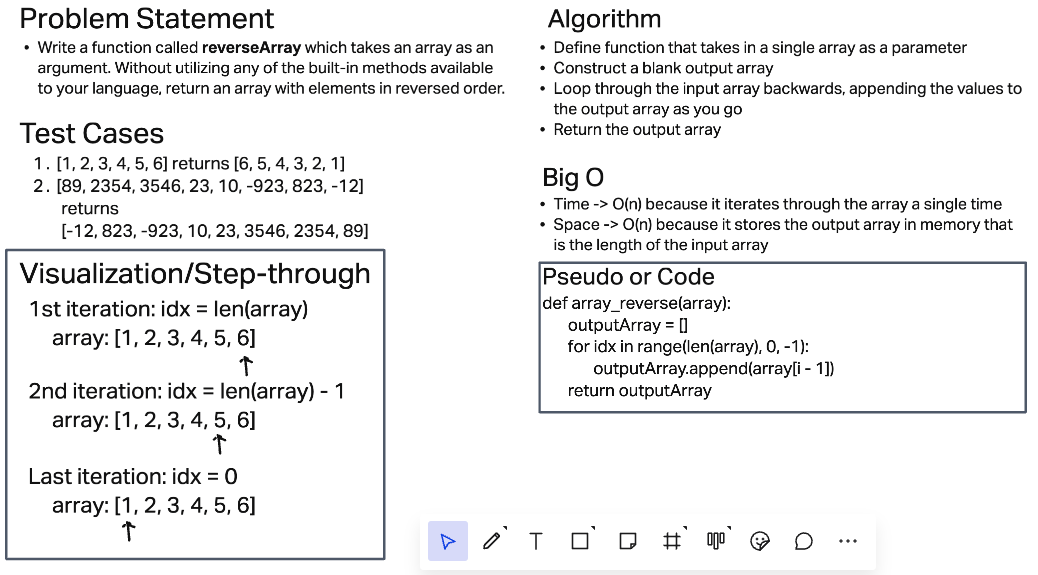 Problem Statement
• Write a function called reverseArray which takes an array as an
argument. Without utilizing any of the built-in methods available
to your language, return an array with elements in reversed order.
Test Cases
1. [1, 2, 3, 4, 5, 6] returns [6, 5, 4, 3, 2, 1]
2. [89, 2354, 3546, 23, 10, -923, 823, -12]
returns
[-12, 823, -923, 10, 23, 3546, 2354, 89]
Visualization/Step-through
1st iteration: idx = len(array)
array: [1, 2, 3, 4, 5, 6]
2nd iteration: idx = len(array) - 1
array: [1, 2, 3, 4, 5, 6]
Last iteration: idx = 0
array: [1, 2, 3, 4, 5, 6]
Algorithm
• Define function that takes in a single array as a parameter
• Construct a blank output array
• Loop through the input array backwards, appending the values to
the output array as you go
• Return the output array
Big O
• Time -> O(n) because it iterates through the array a single time
• Space -> O(n) because it stores the output array in memory that
is the length of the input array
Pseudo or Code
def array_reverse(array):
outputArray = []
for idx in range(len(array), 0, -1):
outputArray.append(array[i - 1])
return outputArray